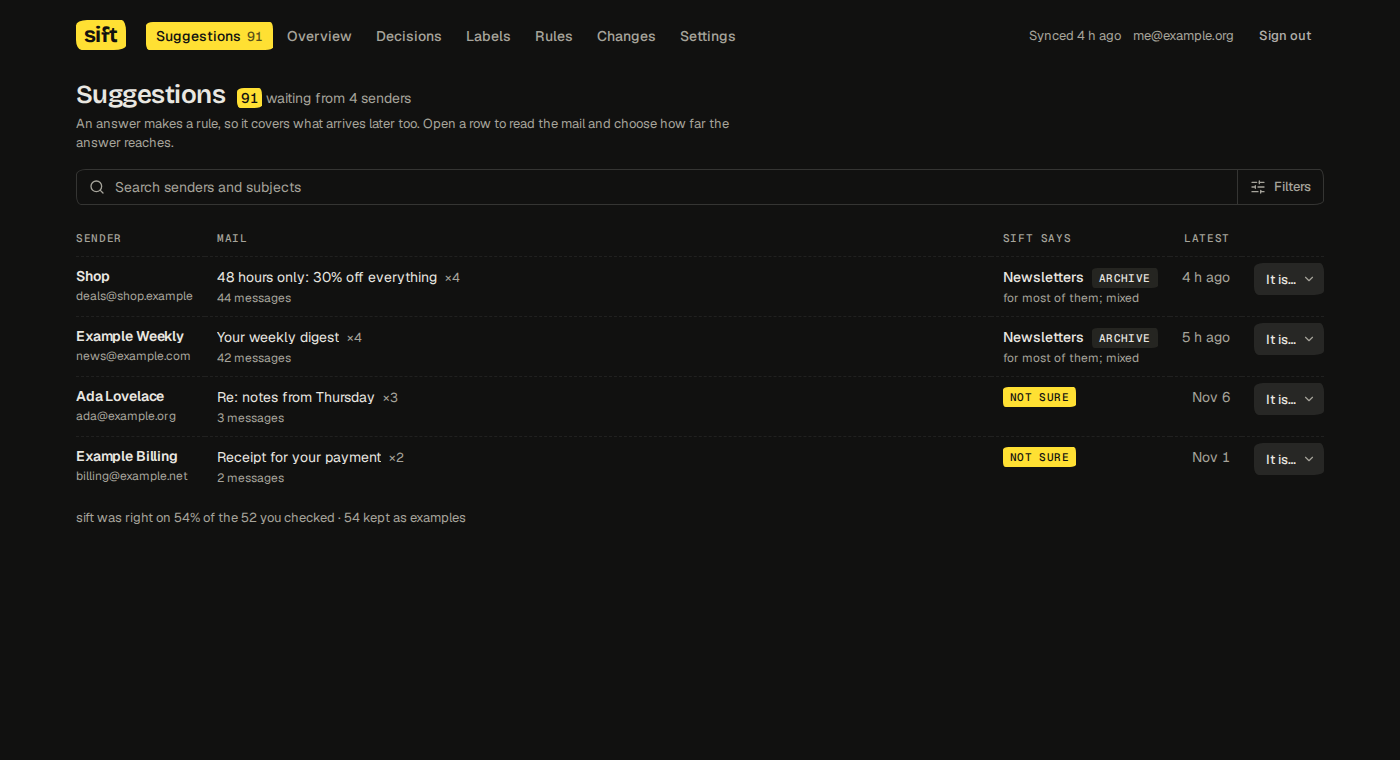 sift Suggestions 91 Overview Decisions Labels Rules Changes Settings Synced 4 h ago me@example.org Sign out
Suggestions 91 waiting from 4 senders
An answer makes a rule, so it covers what arrives later too. Open a row to read the mail and choose how far the
answer reaches.
Search senders and subjects Filters
SENDER MAIL SIFT SAYS LATEST
Shop 48 hours only: 30% off everything ×4 Newsletters ARCHIVE 4 h ago It is…
deals@shop.example 44 messages for most of them; mixed
Example Weekly Your weekly digest ×4 Newsletters ARCHIVE 5 h ago It is…
news@example.com 42 messages for most of them; mixed
Ada Lovelace Re: notes from Thursday ×3 NOT SURE Nov 6 It is…
ada@example.org 3 messages
Example Billing Receipt for your payment ×2 NOT SURE Nov 1 It is…
billing@example.net 2 messages
sift was right on 54% of the 52 you checked · 54 kept as examples